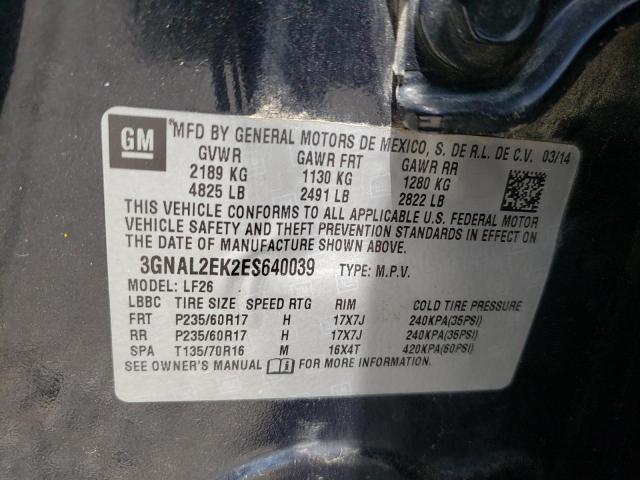 GM MFD BY GENERAL MOTORS DE MEXICO, S. DE R.L. DE C.V. 03/14
GVWR GAWR FRT GAWR RR
2189 KG 1130 KG 1280 KG
4825 LB 2491 LB 2822 LB
THIS VEHICLE CONFORMS TO ALL APPLICABLE U.S. FEDERAL MOTOR
VEHICLE SAFETY AND THEFT PREVENTION STANDARDS IN EFFECT ON
THE DATE OF MANUFACTURE SHOWN ABOVE.
3GNAL2EK2ES640039 TYPE: M.P.V.
MODEL: LF26
LBBC TIRE SIZE SPEED RTG RIM COLD TIRE PRESSURE
FRT P235/60R17 H 17X7J 240KPA(35PSI)
RR P235/60R17 H 17X7J 240KPA(35PSI)
SPA T135/70R16 M 16X4T 420KPA(60PSI)
SEE OWNER'S MANUAL FOR MORE INFORMATION.